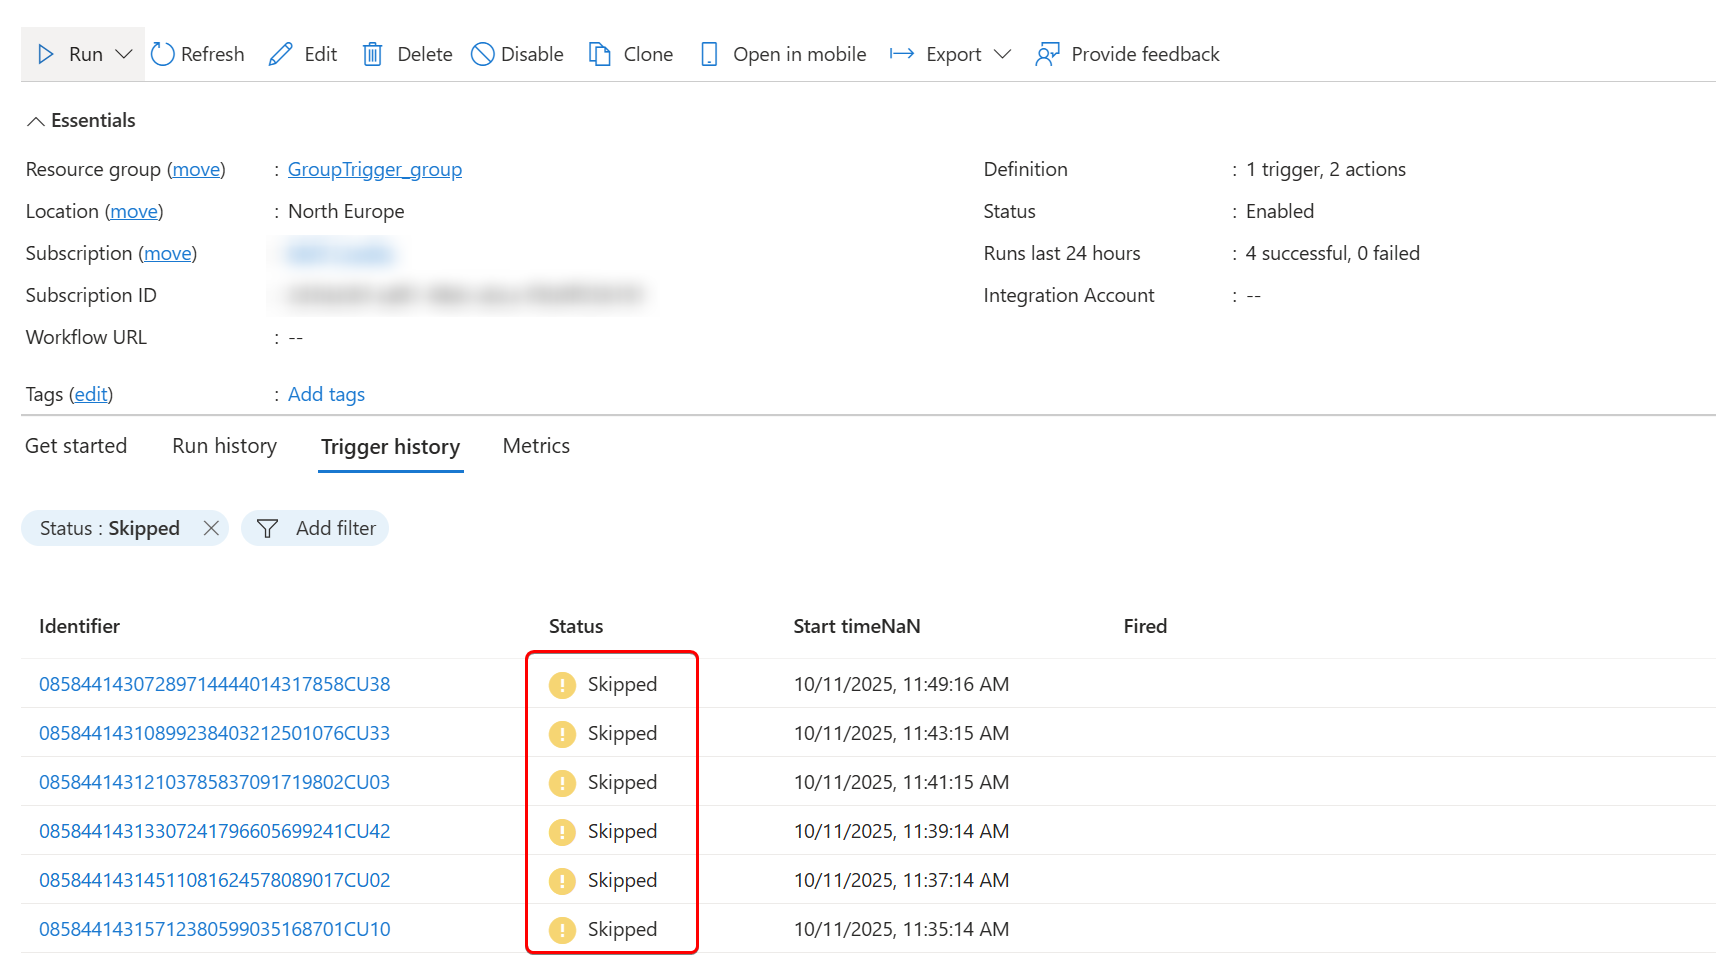 Run Refresh Edit Delete Disable Clone Open in mobile Export Provide feedback
Essentials
Resource group (move) : GroupTrigger_group Definition : 1 trigger, 2 actions
Location (move) : North Europe Status : Enabled
Subscription (move) Runs last 24 hours : 4 successful, 0 failed
Subscription ID Integration Account : --
Workflow URL : --
Tags (edit) : Add tags
Get started Run history Trigger history Metrics
Status : Skipped Add filter
Identifier Status Start timeNaN Fired
08584414307289714444014317858CU38 Skipped 10/11/2025, 11:49:16 AM
08584414310899238403212501076CU33 Skipped 10/11/2025, 11:43:15 AM
08584414312103785837091719802CU03 Skipped 10/11/2025, 11:41:15 AM
08584414313307241796605699241CU42 Skipped 10/11/2025, 11:39:14 AM
08584414314511081624578089017CU02 Skipped 10/11/2025, 11:37:14 AM
08584414315712380599035168701CU10 Skipped 10/11/2025, 11:35:14 AM